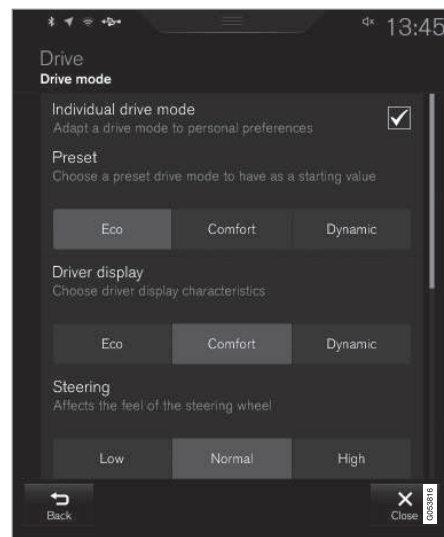 13:45
Drive
Drive mode
Individual drive mode
Adapt a drive mode to personal preferences
Preset
Choose a preset drive mode to have as a starting value
Eco Comfort Dynamic
Driver display
Choose driver display characteristics
Eco Comfort Dynamic
Steering
Affects the feel of the steering wheel
Low Normal High
Back Close
G053816